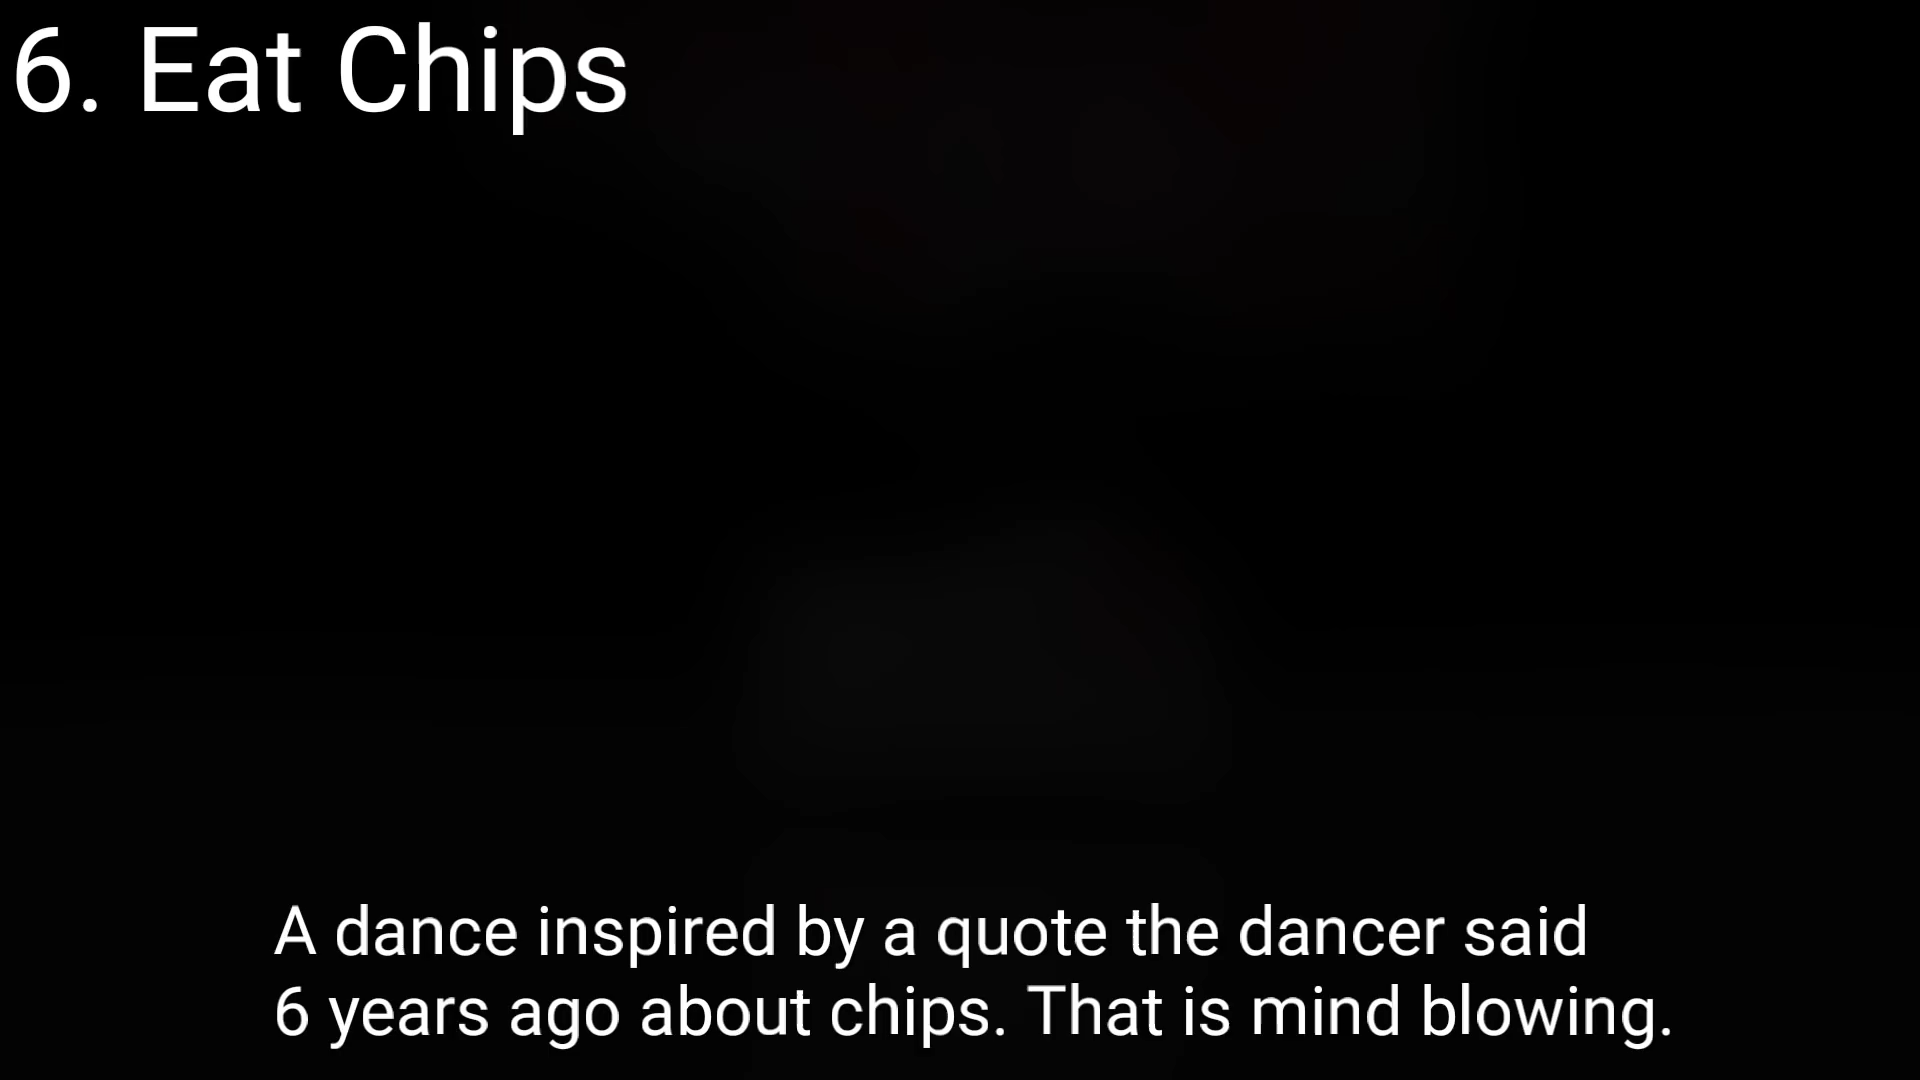 6. Eat Chips
A dance inspired by a quote the dancer said
6 years ago about chips. That is mind blowing.